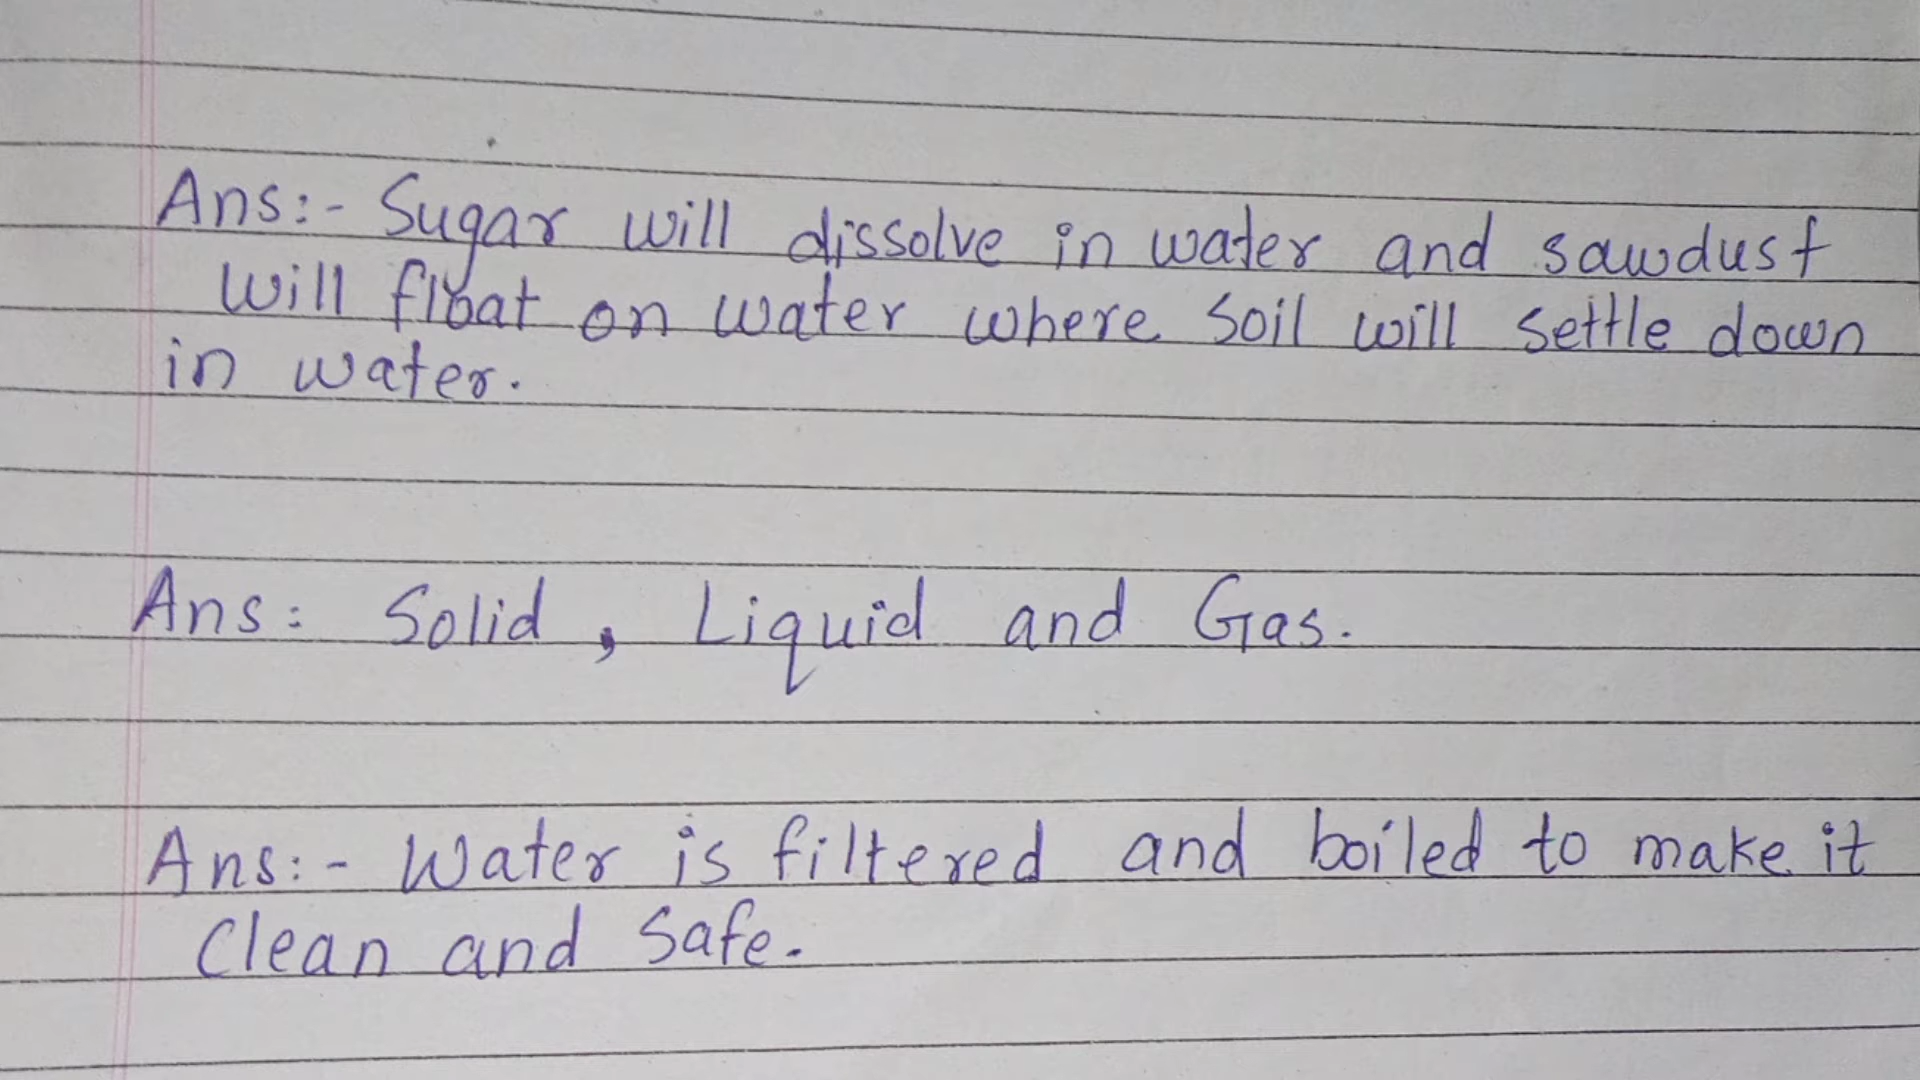 Ans:- Sugar will dissolve in water and sawdust
will float on water where soil will settle down
in water.
Ans: Solid, Liquid and Gas.
Ans:- Water is filtered and boiled to make it
Clean and Safe.